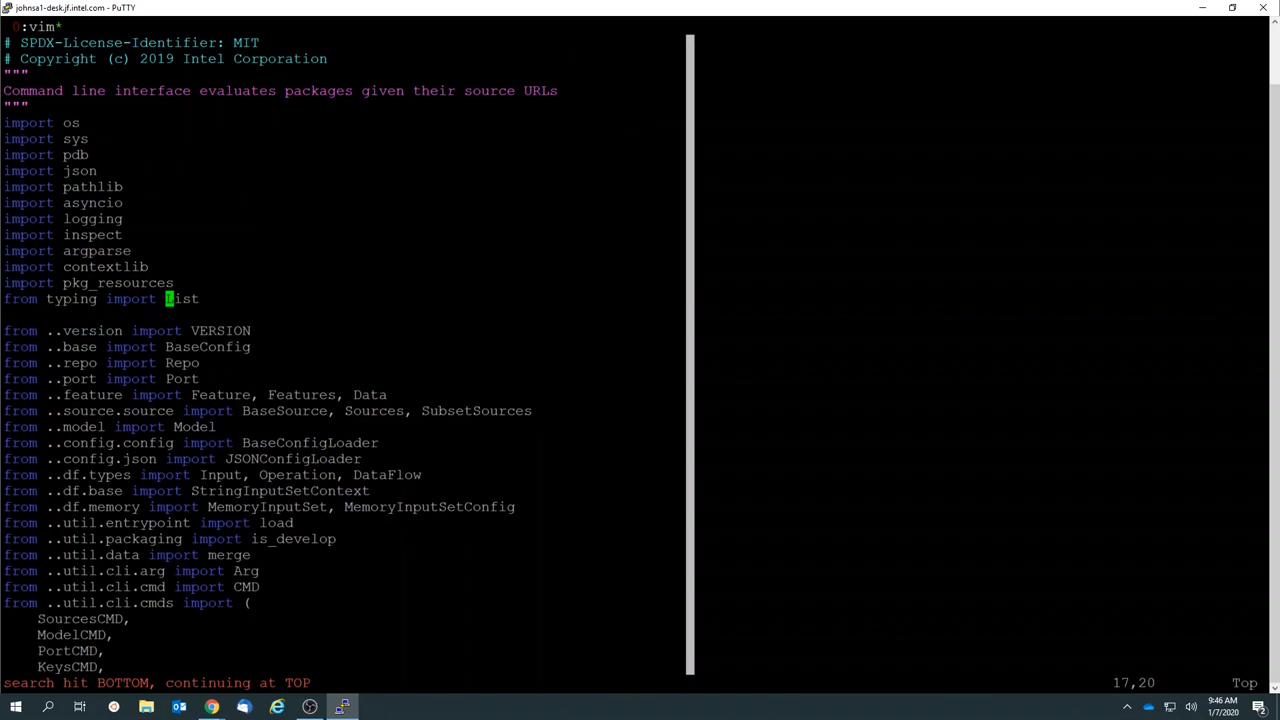 johnsa1-desk.jf.intel.com - PuTTY
0:vim*
# SPDX-License-Identifier: MIT
# Copyright (c) 2019 Intel Corporation
"""
Command line interface evaluates packages given their source URLs
"""
import os
import sys
import pdb
import json
import pathlib
import asyncio
import logging
import inspect
import argparse
import contextlib
import pkg_resources
from typing import List
from ..version import VERSION
from ..base import BaseConfig
from ..repo import Repo
from ..port import Port
from ..feature import Feature, Features, Data
from ..source.source import BaseSource, Sources, SubsetSources
from ..model import Model
from ..config.config import BaseConfigLoader
from ..config.json import JSONConfigLoader
from ..df.types import Input, Operation, DataFlow
from ..df.base import StringInputSetContext
from ..df.memory import MemoryInputSet, MemoryInputSetConfig
from ..util.entrypoint import load
from ..util.packaging import is_develop
from ..util.data import merge
from ..util.cli.arg import Arg
from ..util.cli.cmd import CMD
from ..util.cli.cmds import (
SourcesCMD,
ModelCMD,
PortCMD,
KeysCMD,
search hit BOTTOM, continuing at TOP
17,20
Top
9:46 AM
1/7/2020
2